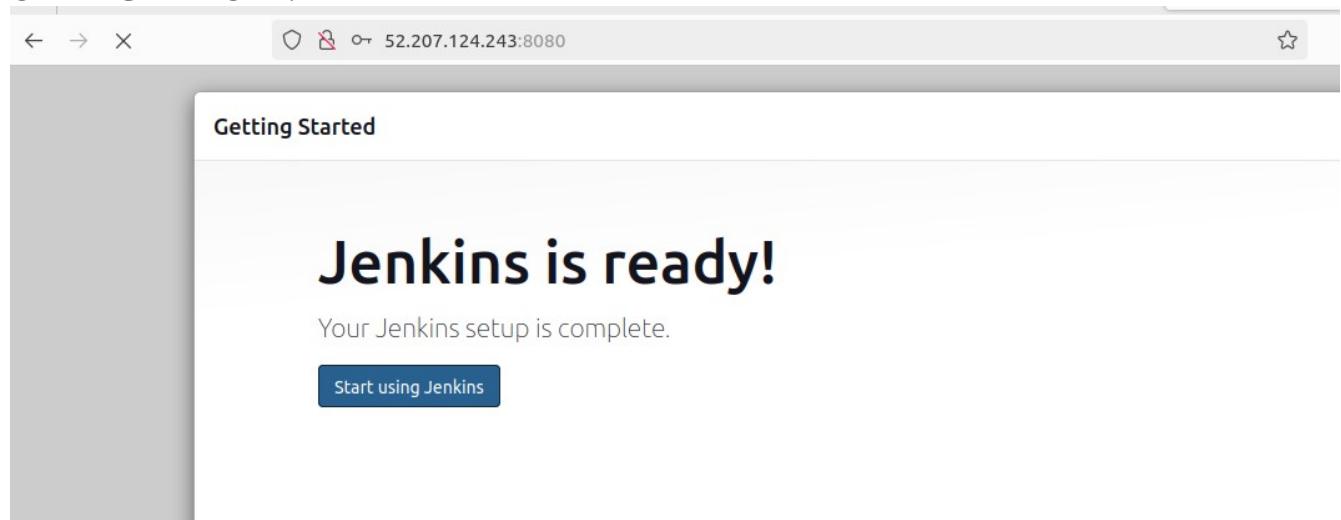 52.207.124.243:8080
Getting Started
Jenkins is ready!
Your Jenkins setup is complete.
Start using Jenkins